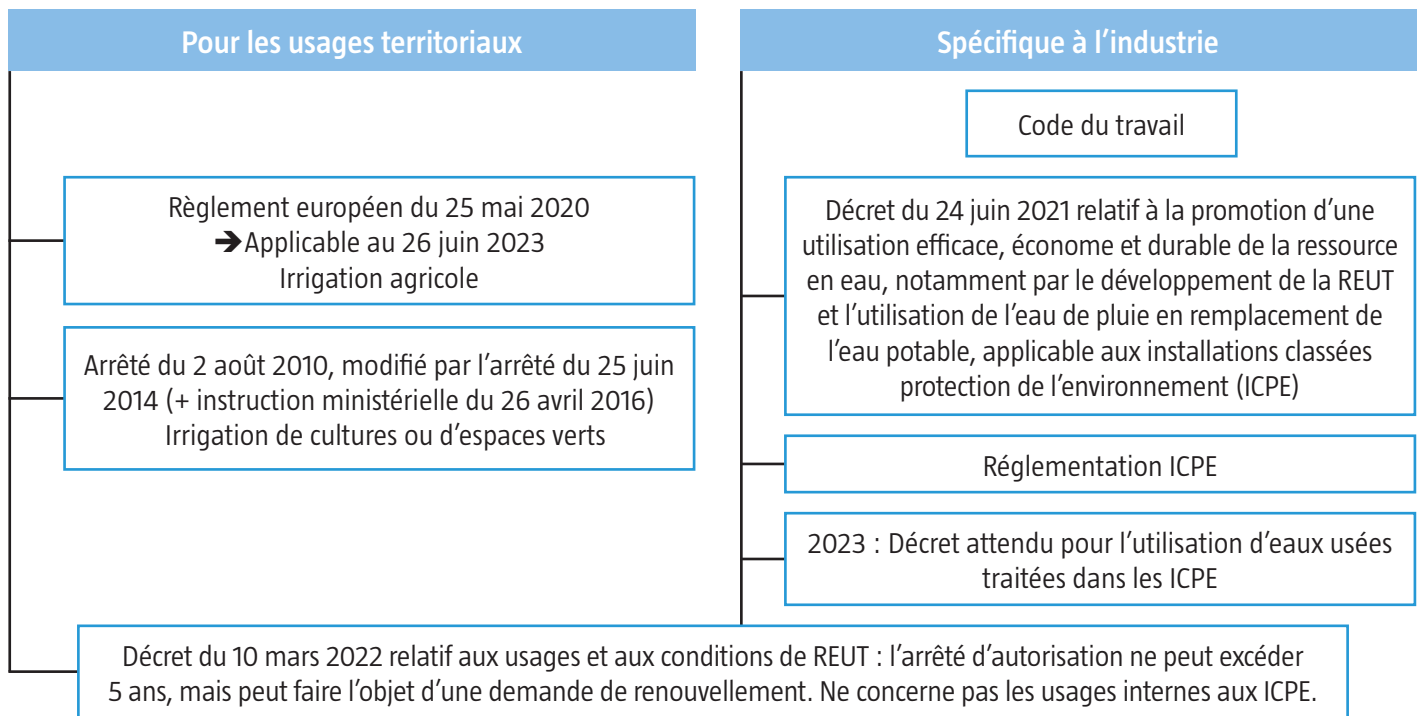 Pour les usages territoriaux
Règlement européen du 25 mai 2020
➔Applicable au 26 juin 2023
Irrigation agricole
Arrêté du 2 août 2010, modifié par l’arrêté du 25 juin
2014 (+ instruction ministérielle du 26 avril 2016)
Irrigation de cultures ou d’espaces verts
Spécifique à l’industrie
Code du travail
Décret du 24 juin 2021 relatif à la promotion d’une
utilisation efficace, économe et durable de la ressource
en eau, notamment par le développement de la REUT
et l’utilisation de l’eau de pluie en remplacement de
l’eau potable, applicable aux installations classées
protection de l’environnement (ICPE)
Réglementation ICPE
2023 : Décret attendu pour l’utilisation d’eaux usées
traitées dans les ICPE
Décret du 10 mars 2022 relatif aux usages et aux conditions de REUT : l’arrêté d’autorisation ne peut excéder
5 ans, mais peut faire l’objet d’une demande de renouvellement. Ne concerne pas les usages internes aux ICPE.